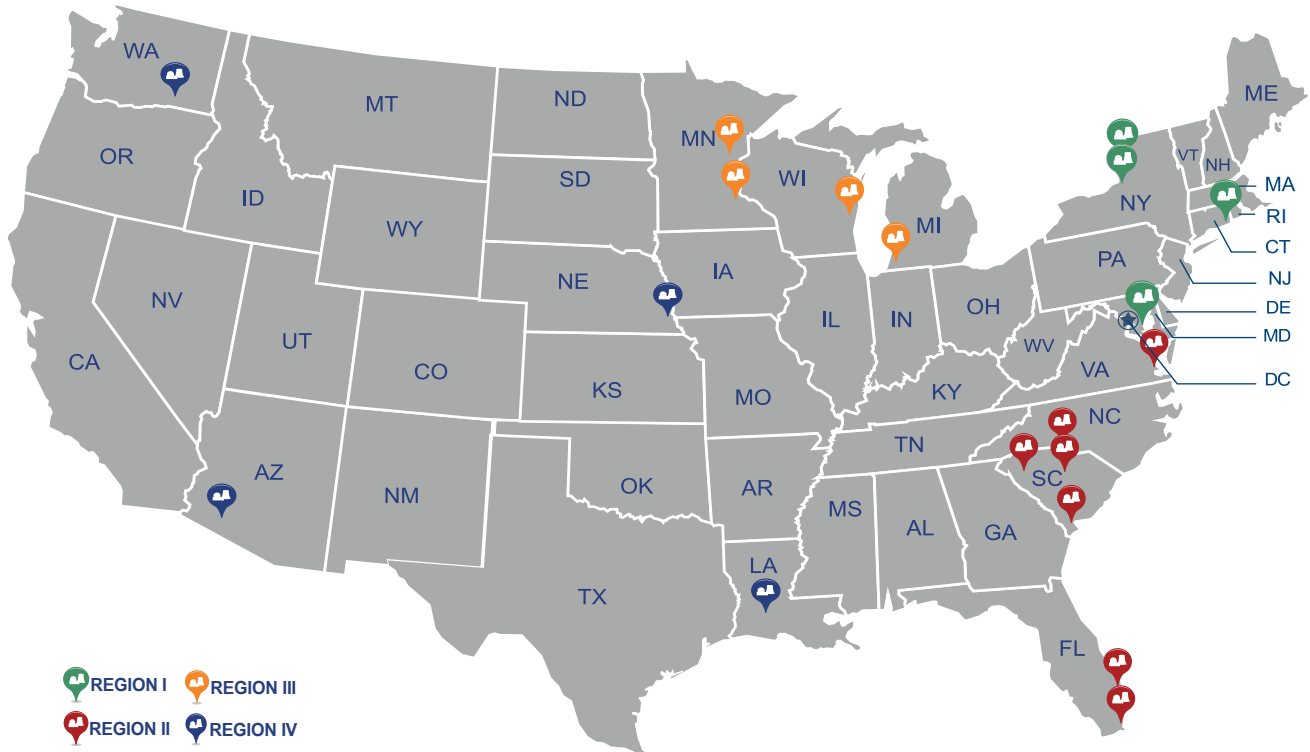 WA
MT
ND
MN
ME
OR
ID
SD
WI
MI
VT
NH
MA
NY
RI
WY
CT
NV
NE
IA
PA
NJ
UT
IL
IN
OH
DE
WV
MD
CA
CO
KS
MO
KY
VA
DC
AZ
NM
OK
AR
TN
NC
SC
MS
AL
GA
TX
LA
FL
REGION I
REGION III
REGION II
REGION IV